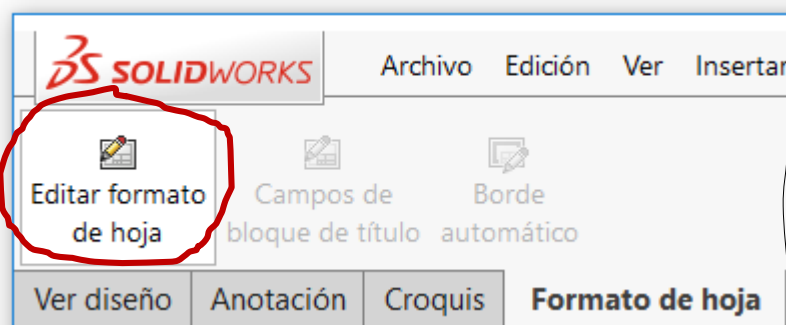 SOLIDWORKS Archivo Edición Ver Insertar
Editar formato
de hoja
Campos de
bloque de título
Borde
automático
Ver diseño Anotación Croquis Formato de hoja